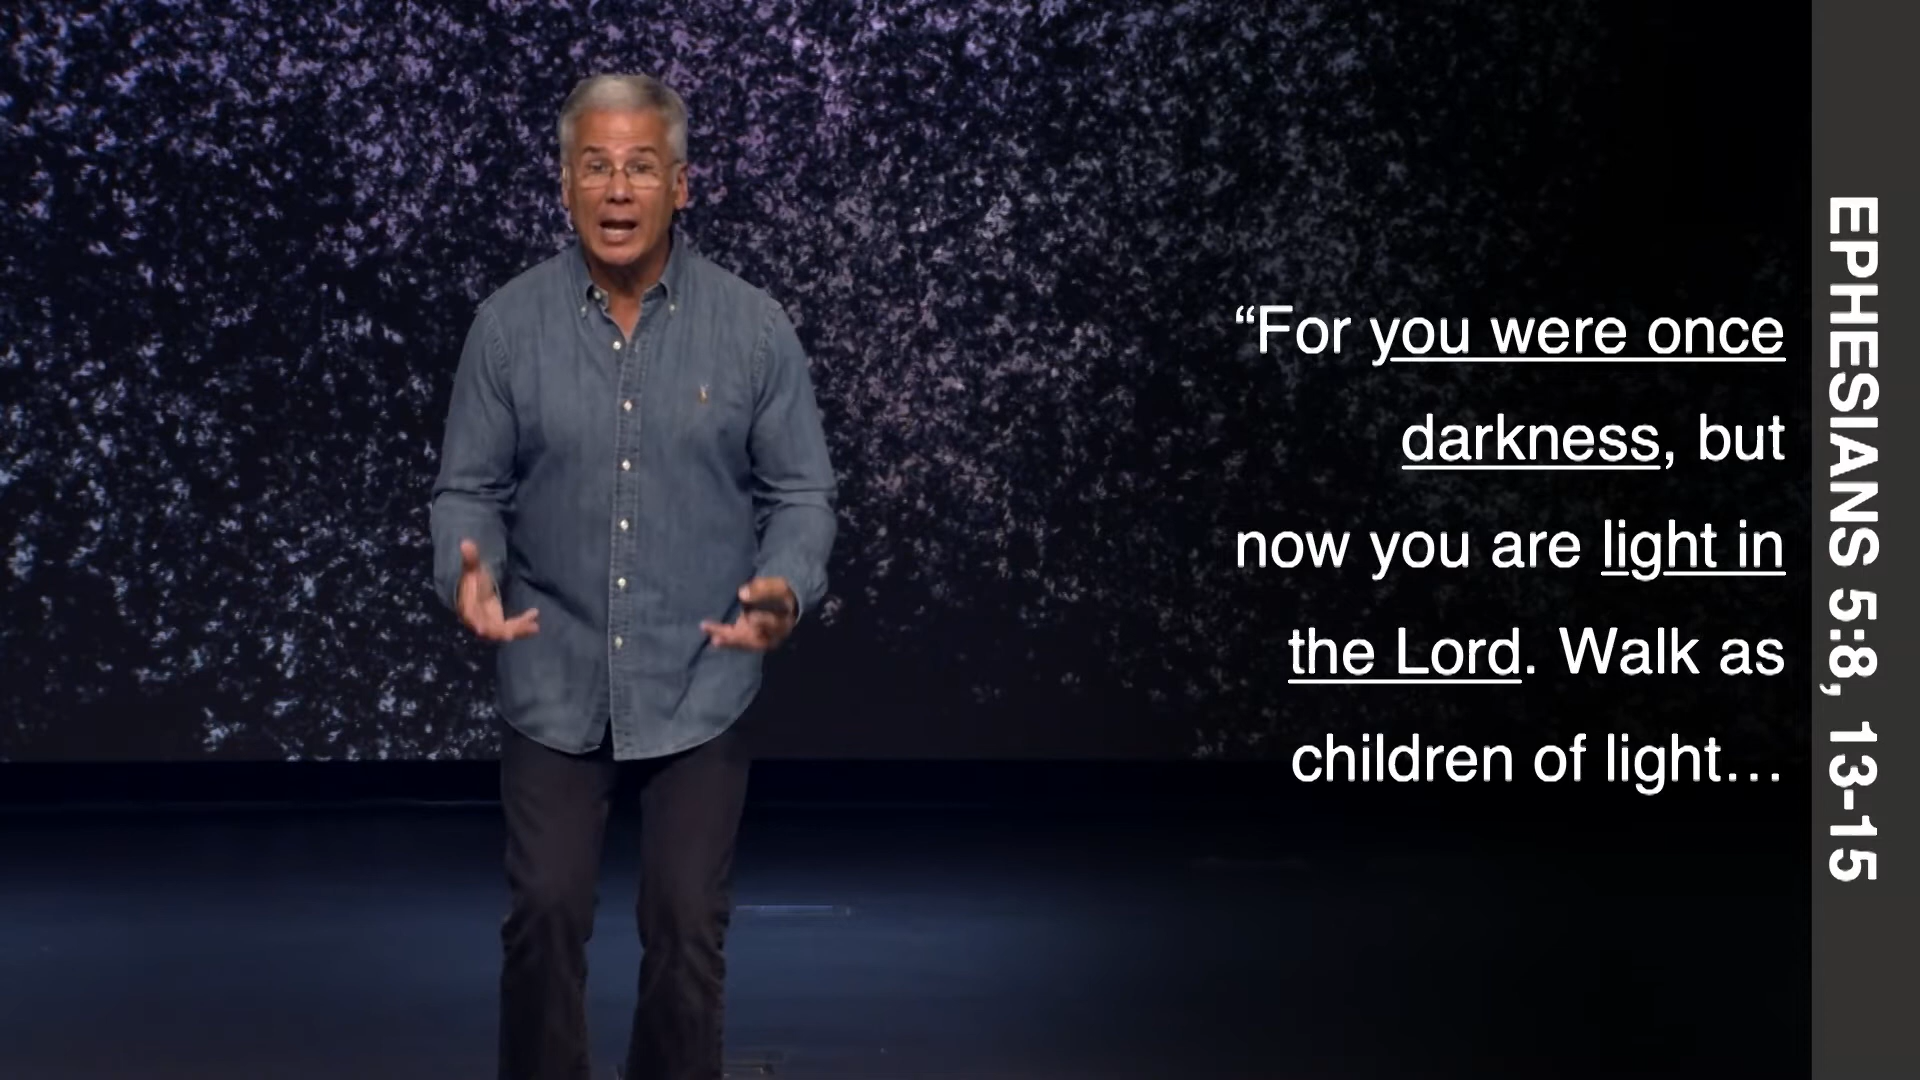 “For you were once
darkness, but
now you are light in
the Lord. Walk as
children of light…
EPHESIANS 5:8, 13-15